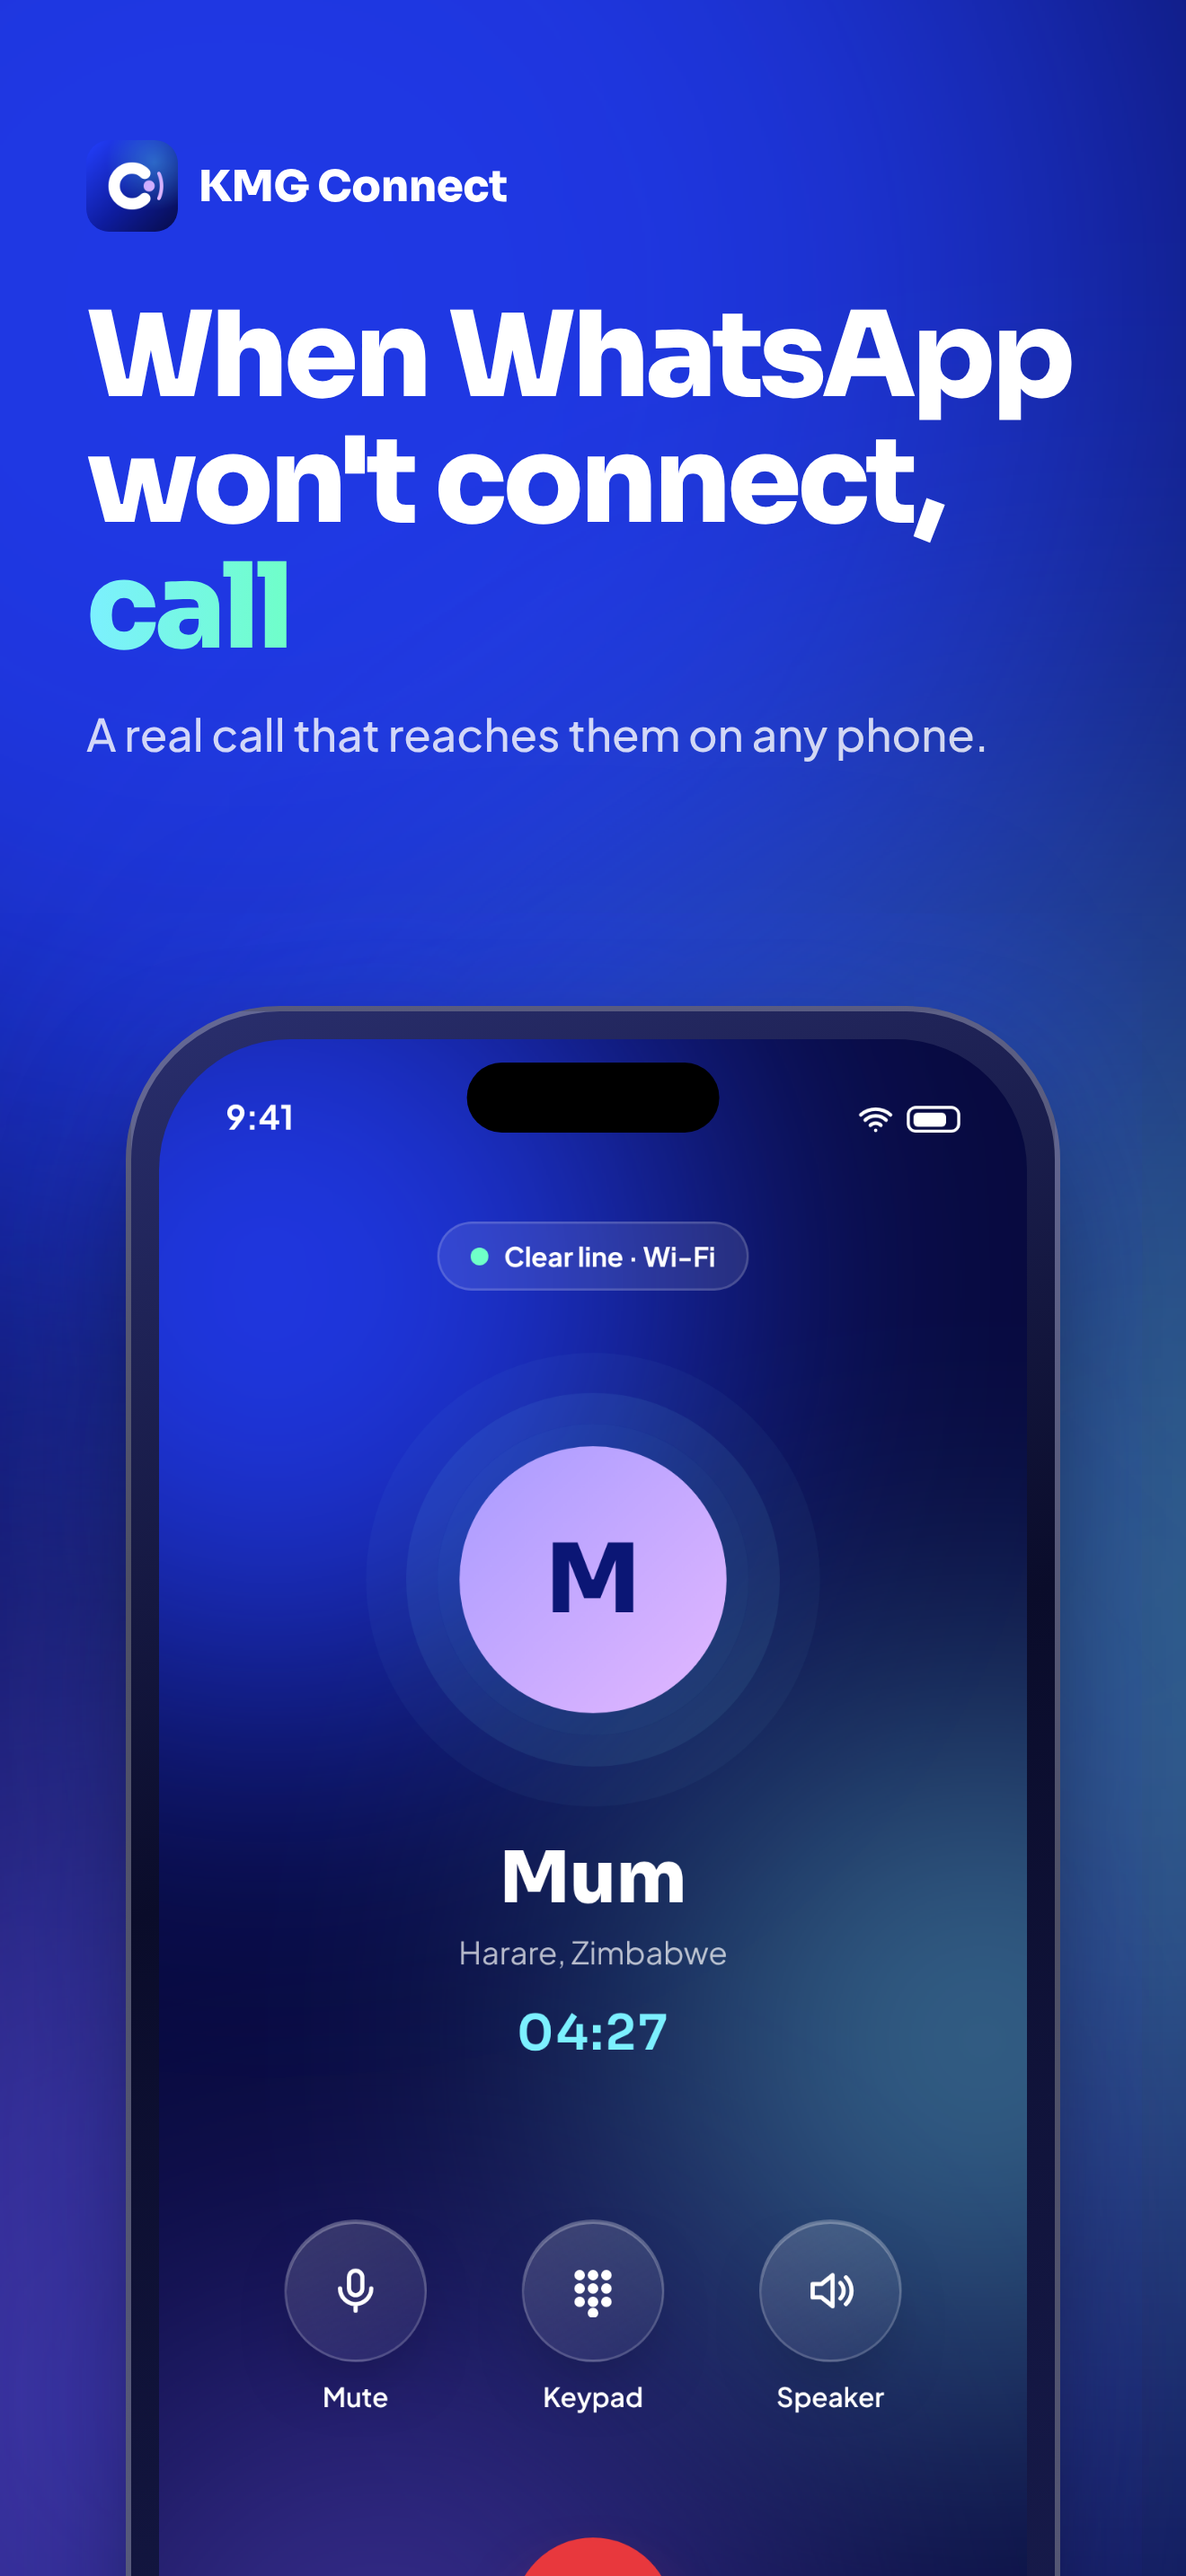 KMG Connect
When WhatsApp
won't connect,
call
A real call that reaches them on any phone.
9:41
Clear line · Wi-Fi
M
Mum
Harare, Zimbabwe
04:27
Mute Keypad Speaker